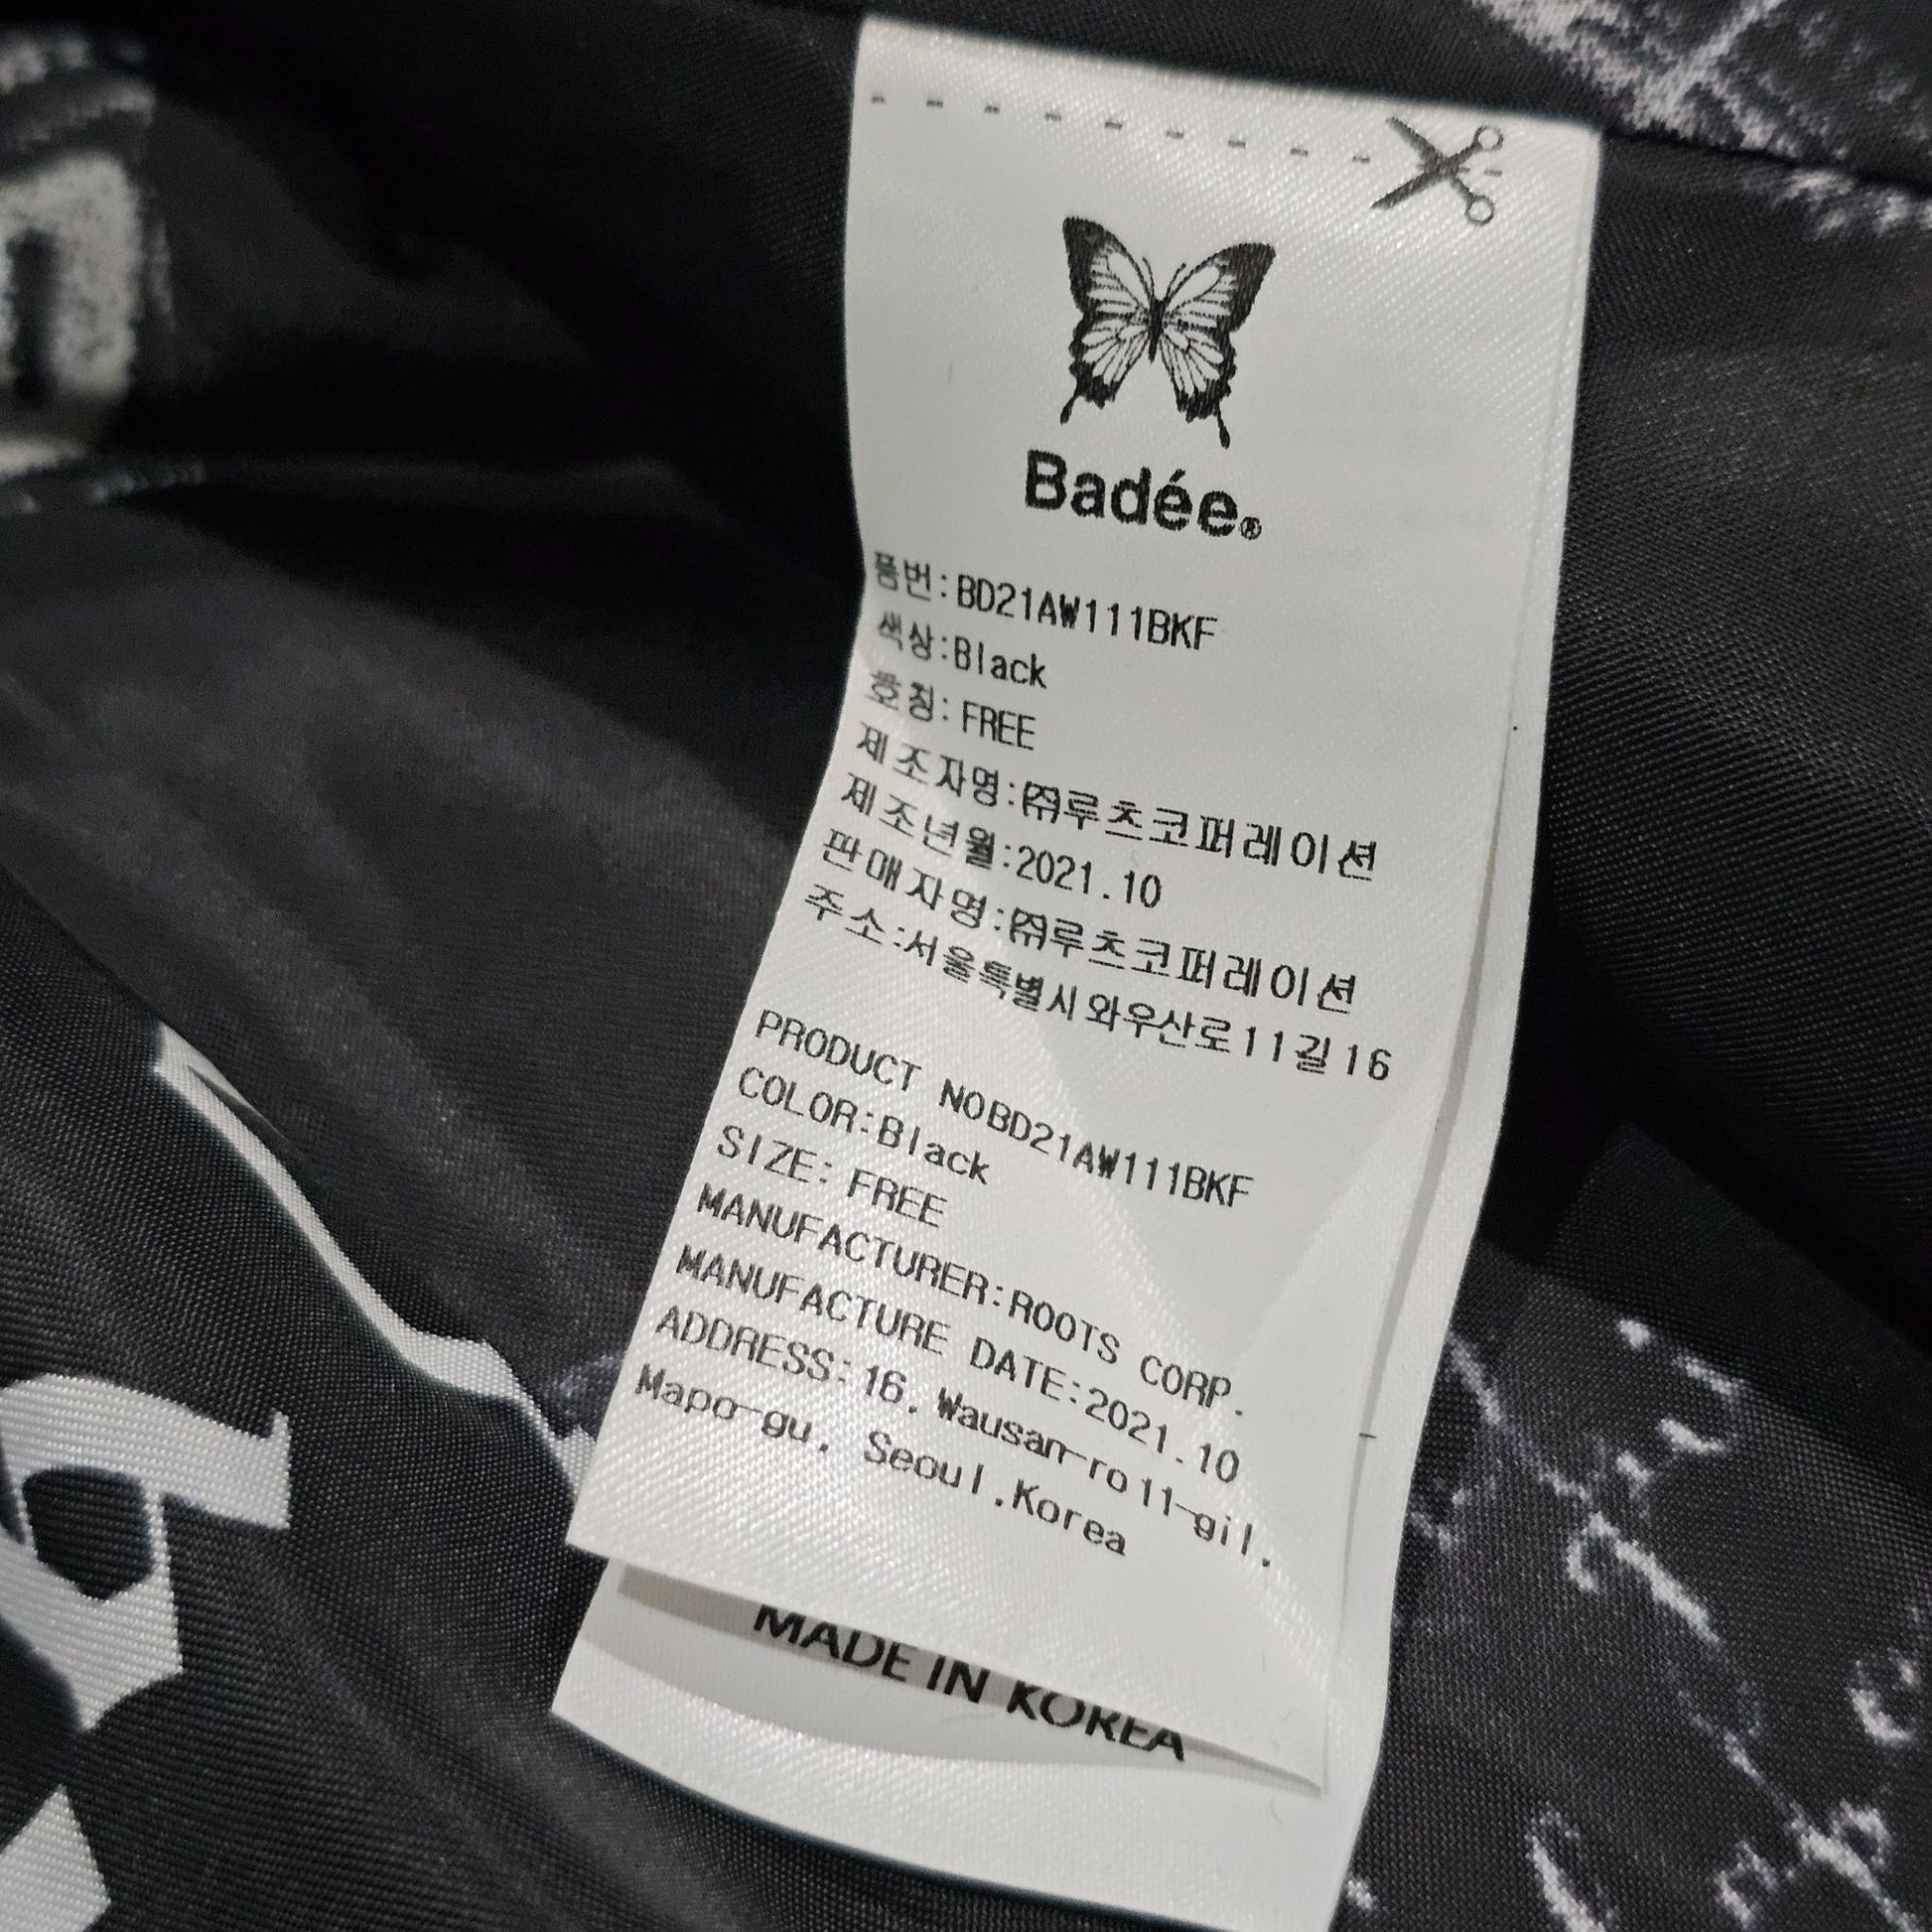 Badée®
품번:BD21AW111BKF
색상:Black
호칭: FREE
제조자명:㈜루츠코퍼레이션
제조년월:2021.10
판매자명:㈜루츠코퍼레이션
주소:서울특별시 와우산로11길 16
PRODUCT NOBD21AW111BKF
COLOR:Black
SIZE: FREE
MANUFACTURER:ROOTS CORP.
MANUFACTURE DATE:2021.10
ADDRESS: 16, Wausan-ro 11-gil,
Mapo-gu, Seoul,Korea
MADE IN KOREA